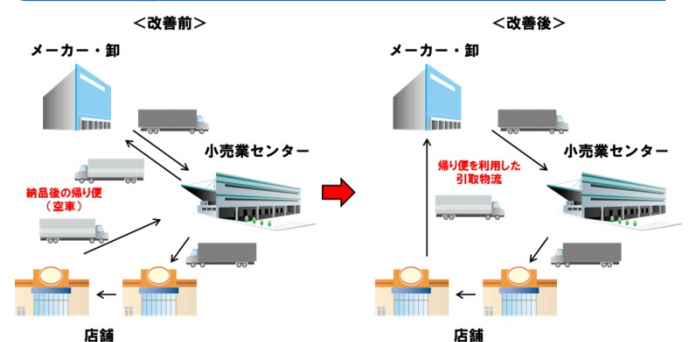 <改善前>
メーカー・卸
小売業センター
納品後の帰り便
(空車)
店舗
<改善後>
メーカー・卸
小売業センター
帰り便を利用した
引取物流
店舗